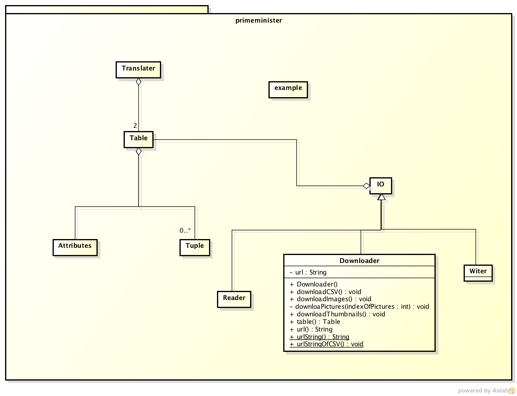 primeminister
Translater
example
2
Table
IO
0..*
Attributes
Tuple
Reader
Downloader
- url : String
+ Downloader()
+ downloadCSV() : void
+ downloadImages() : void
- downloaPictures(indexOfPictures : int) : void
+ downloadThumbnails() : void
+ table() : Table
+ url() : String
+ urlString() : String
+ urlStringOfCSV() : void
Witer
powered by Astah